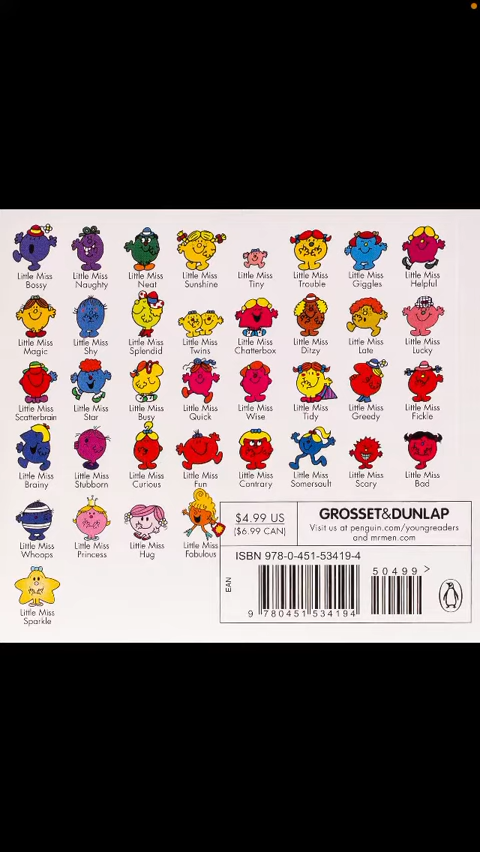 Little Miss Bossy
Little Miss Naughty
Little Miss Neat
Little Miss Sunshine
Little Miss Tiny
Little Miss Trouble
Little Miss Giggles
Little Miss Helpful
Little Miss Magic
Little Miss Shy
Little Miss Splendid
Little Miss Twins
Little Miss Chatterbox
Little Miss Ditzy
Little Miss Late
Little Miss Lucky
Little Miss Scatterbrain
Little Miss Star
Little Miss Busy
Little Miss Quick
Little Miss Wise
Little Miss Tidy
Little Miss Greedy
Little Miss Fickle
Little Miss Brainy
Little Miss Stubborn
Little Miss Curious
Little Miss Fun
Little Miss Contrary
Little Miss Somersault
Little Miss Scary
Little Miss Bad
Little Miss Whoops
Little Miss Princess
Little Miss Hug
Little Miss Fabulous
Little Miss Sparkle
$4.99 US
($6.99 CAN)
GROSSET&DUNLAP
Visit us at penguin.com/youngreaders
and mrmen.com
ISBN 978-0-451-53419-4
EAN
50499>
9 780451 534194